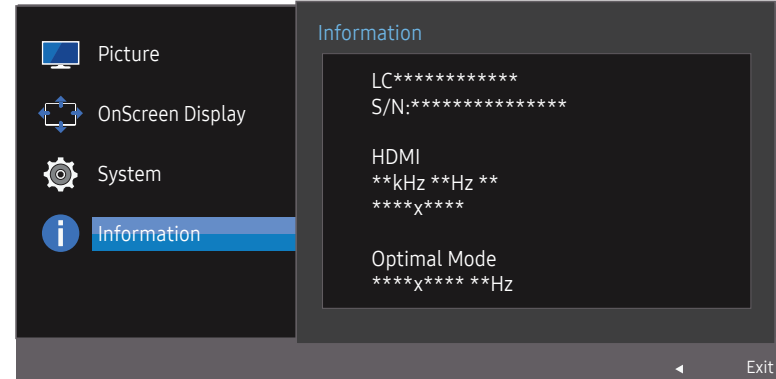 Picture
OnScreen Display
System
Information
Information
LC************
S/N:***************
HDMI
**kHz **Hz **
****x****
Optimal Mode
****x**** **Hz
Exit